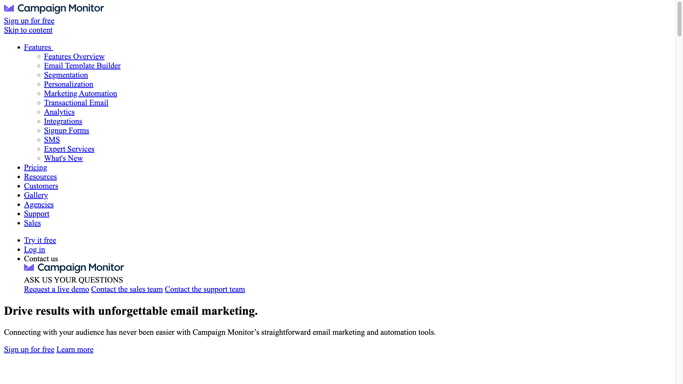 Campaign Monitor
Sign up for free
Skip to content
Features
Features Overview
Email Template Builder
Segmentation
Personalization
Marketing Automation
Transactional Email
Analytics
Integrations
Signup Forms
SMS
Expert Services
What's New
Pricing
Resources
Customers
Gallery
Agencies
Support
Sales
Try it free
Log in
Contact us
Campaign Monitor
ASK US YOUR QUESTIONS
Request a live demo Contact the sales team Contact the support team
Drive results with unforgettable email marketing.
Connecting with your audience has never been easier with Campaign Monitor’s straightforward email marketing and automation tools.
Sign up for free Learn more